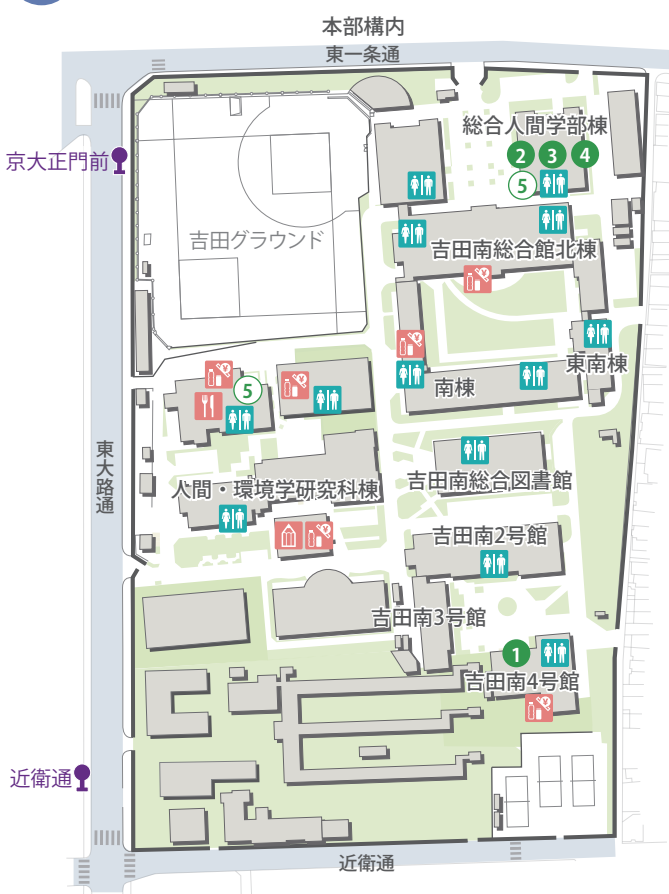 本部構内
東一条通
総合人間学部棟
2 3 4
5
京大正門前
吉田グラウンド
吉田南総合館北棟
東南棟
南棟
5
東大路通
吉田南総合図書館
人間・環境学研究科棟
吉田南2号館
吉田南3号館
1
吉田南4号館
近衛通
近衛通